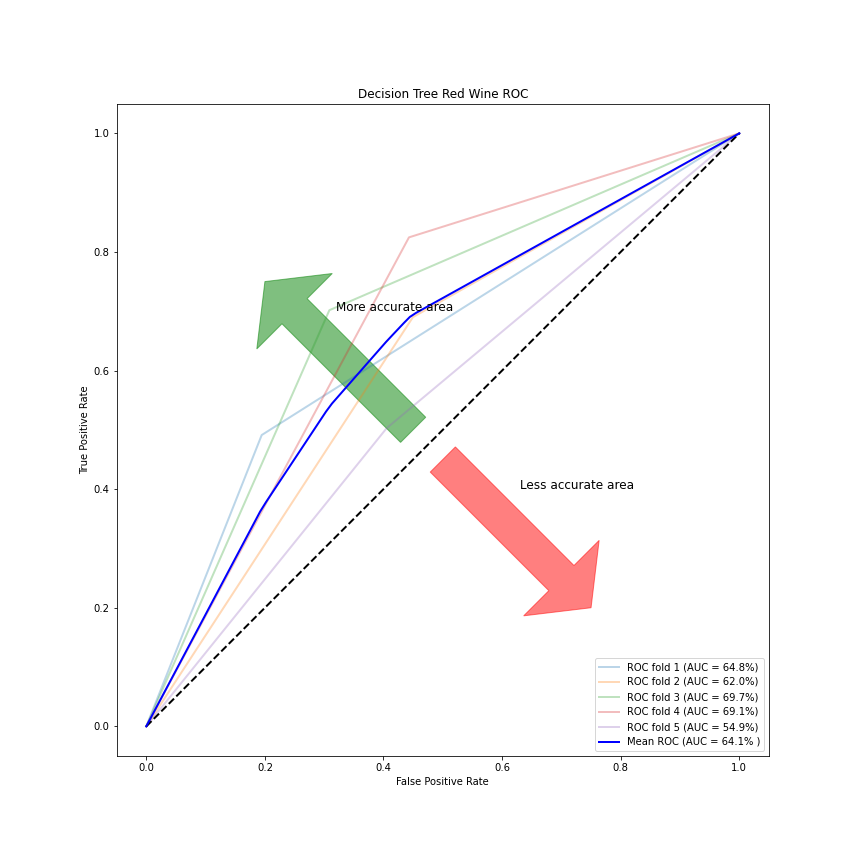 Decision Tree Red Wine ROC
1.0
0.8
0.6
0.4
0.2
0.0
True Positive Rate
More accurate area
Less accurate area
ROC fold 1 (AUC = 64.8%)
ROC fold 2 (AUC = 62.0%)
ROC fold 3 (AUC = 69.7%)
ROC fold 4 (AUC = 69.1%)
ROC fold 5 (AUC = 54.9%)
Mean ROC (AUC = 64.1% )
0.0 0.2 0.4 0.6 0.8 1.0
False Positive Rate